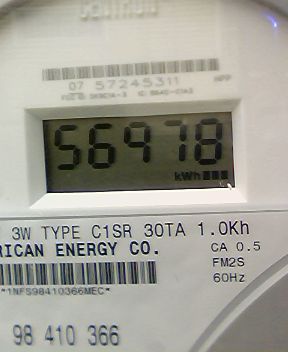 CENTRON
07 57245311
56978
kWh
3W TYPE C1SR 30TA 1.0Kh
RICAN ENERGY CO.
CA 0.5
FM2S
60Hz
*1NFS98410366MEC*
98 410 366